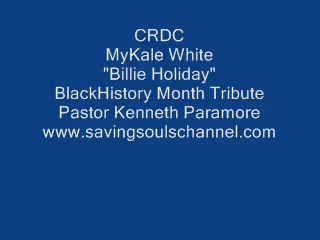 CRDC
MyKale White
"Billie Holiday"
BlackHistory Month Tribute
Pastor Kenneth Paramore
www.savingsoulschannel.com